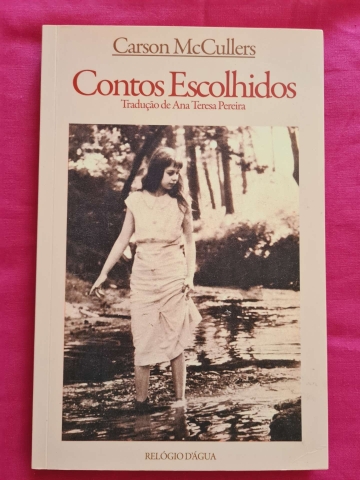 Carson McCullers
Contos Escolhidos
Tradução de Ana Teresa Pereira
RELÓGIO D'ÁGUA